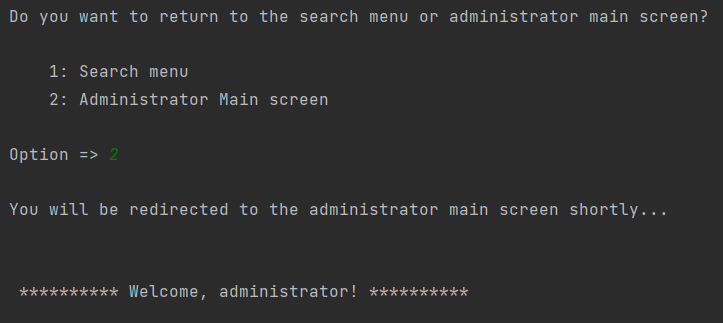 Do you want to return to the search menu or administrator main screen?
1: Search menu
2: Administrator Main screen
Option => 2
You will be redirected to the administrator main screen shortly...
********** Welcome, administrator! **********